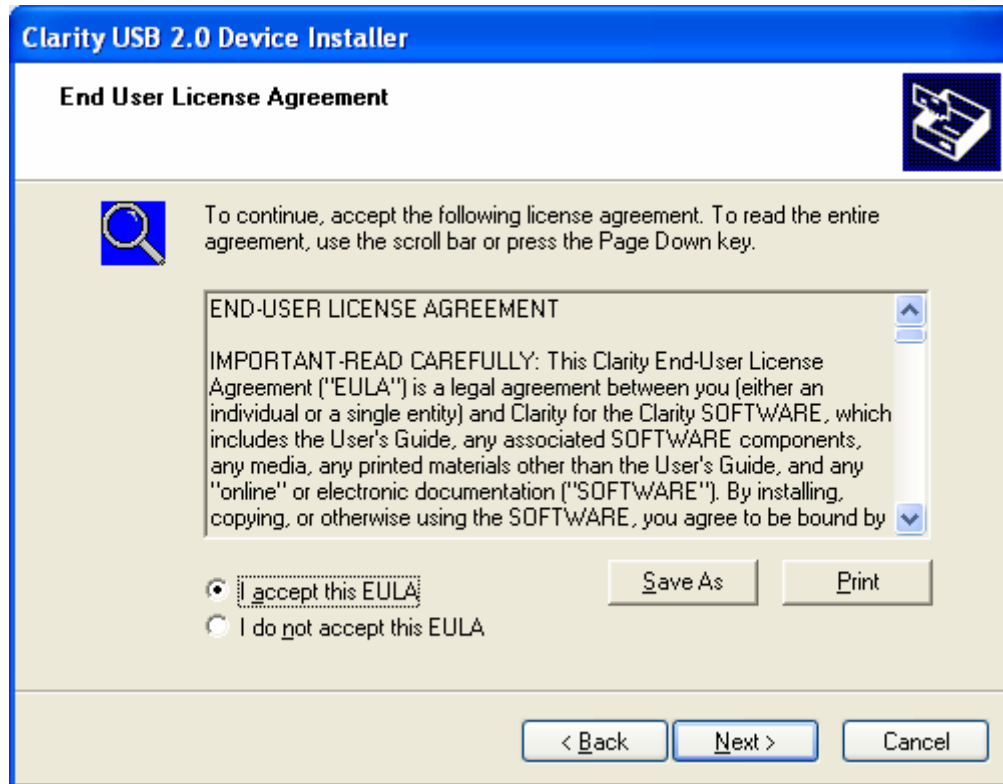 Clarity USB 2.0 Device Installer
End User License Agreement
To continue, accept the following license agreement. To read the entire
agreement, use the scroll bar or press the Page Down key.
END-USER LICENSE AGREEMENT
IMPORTANT-READ CAREFULLY: This Clarity End-User License
Agreement ("EULA") is a legal agreement between you (either an
individual or a single entity) and Clarity for the Clarity SOFTWARE, which
includes the User's Guide, any associated SOFTWARE components,
any media, any printed materials other than the User's Guide, and any
"online" or electronic documentation ("SOFTWARE"). By installing,
copying, or otherwise using the SOFTWARE, you agree to be bound by
I accept this EULA
Save As
Print
I do not accept this EULA
< Back
Next >
Cancel